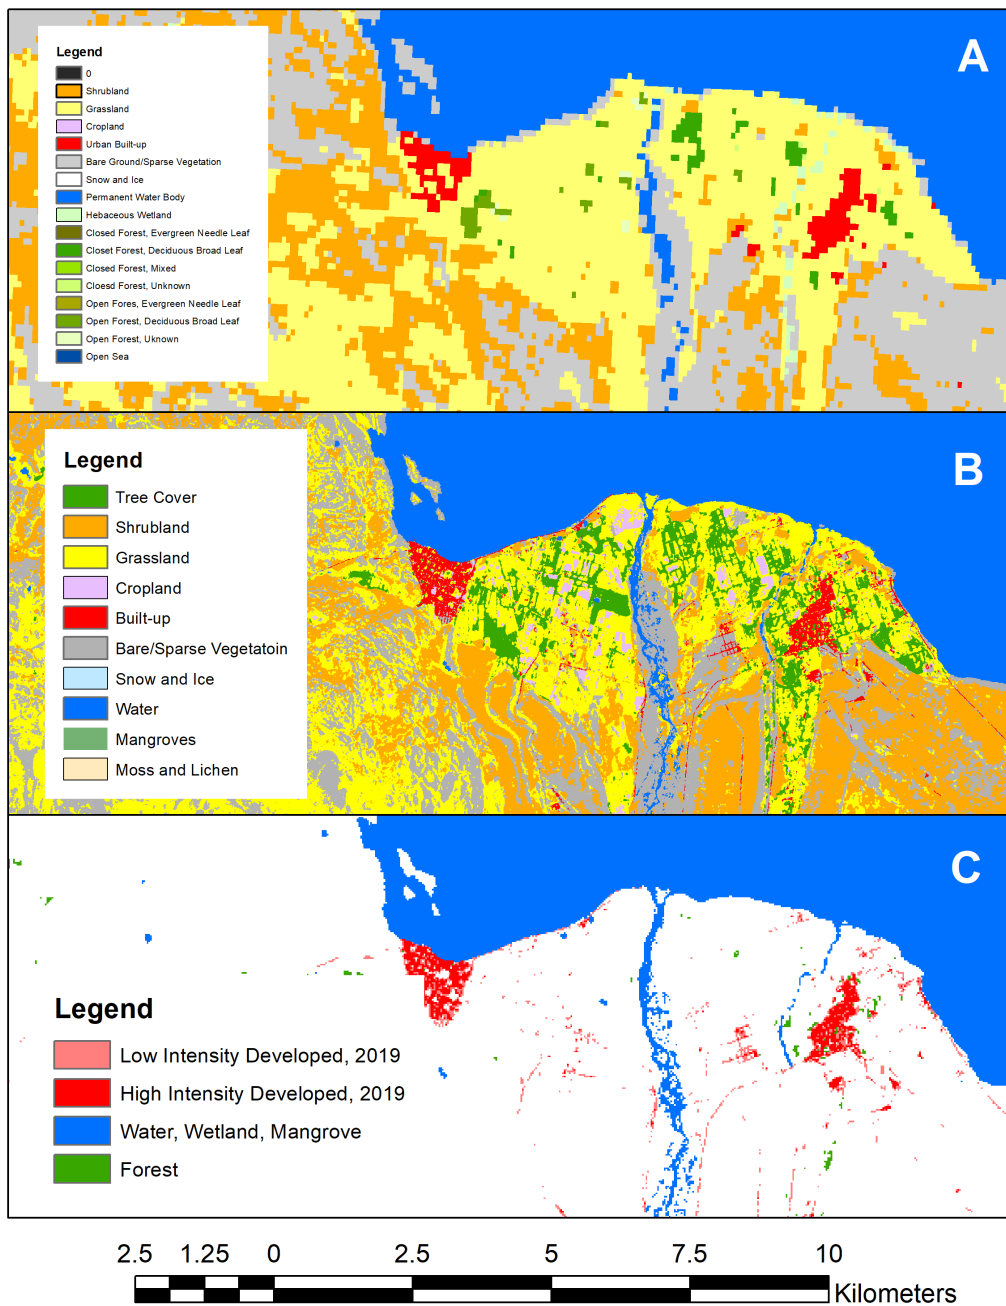 A
Legend
0
Shrubland
Grassland
Cropland
Urban Built-up
Bare Ground/Sparse Vegetation
Snow and Ice
Permanent Water Body
Hebaceous Wetland
Closed Forest, Evergreen Needle Leaf
Closet Forest, Deciduous Broad Leaf
Closed Forest, Mixed
Cloesd Forest, Unknown
Open Fores, Evergreen Needle Leaf
Open Forest, Deciduous Broad Leaf
Open Forest, Uknown
Open Sea
B
Legend
Tree Cover
Shrubland
Grassland
Cropland
Built-up
Bare/Sparse Vegetatoin
Snow and Ice
Water
Mangroves
Moss and Lichen
C
Legend
Low Intensity Developed, 2019
High Intensity Developed, 2019
Water, Wetland, Mangrove
Forest
2.5 1.25 0 2.5 5 7.5 10
Kilometers